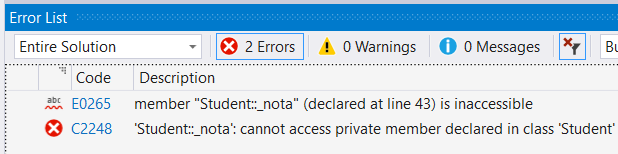 Error List
Entire Solution 2 Errors 0 Warnings 0 Messages Bu
Code Description
abc E0265 member "Student::_nota" (declared at line 43) is inaccessible
C2248 'Student::_nota': cannot access private member declared in class 'Student'